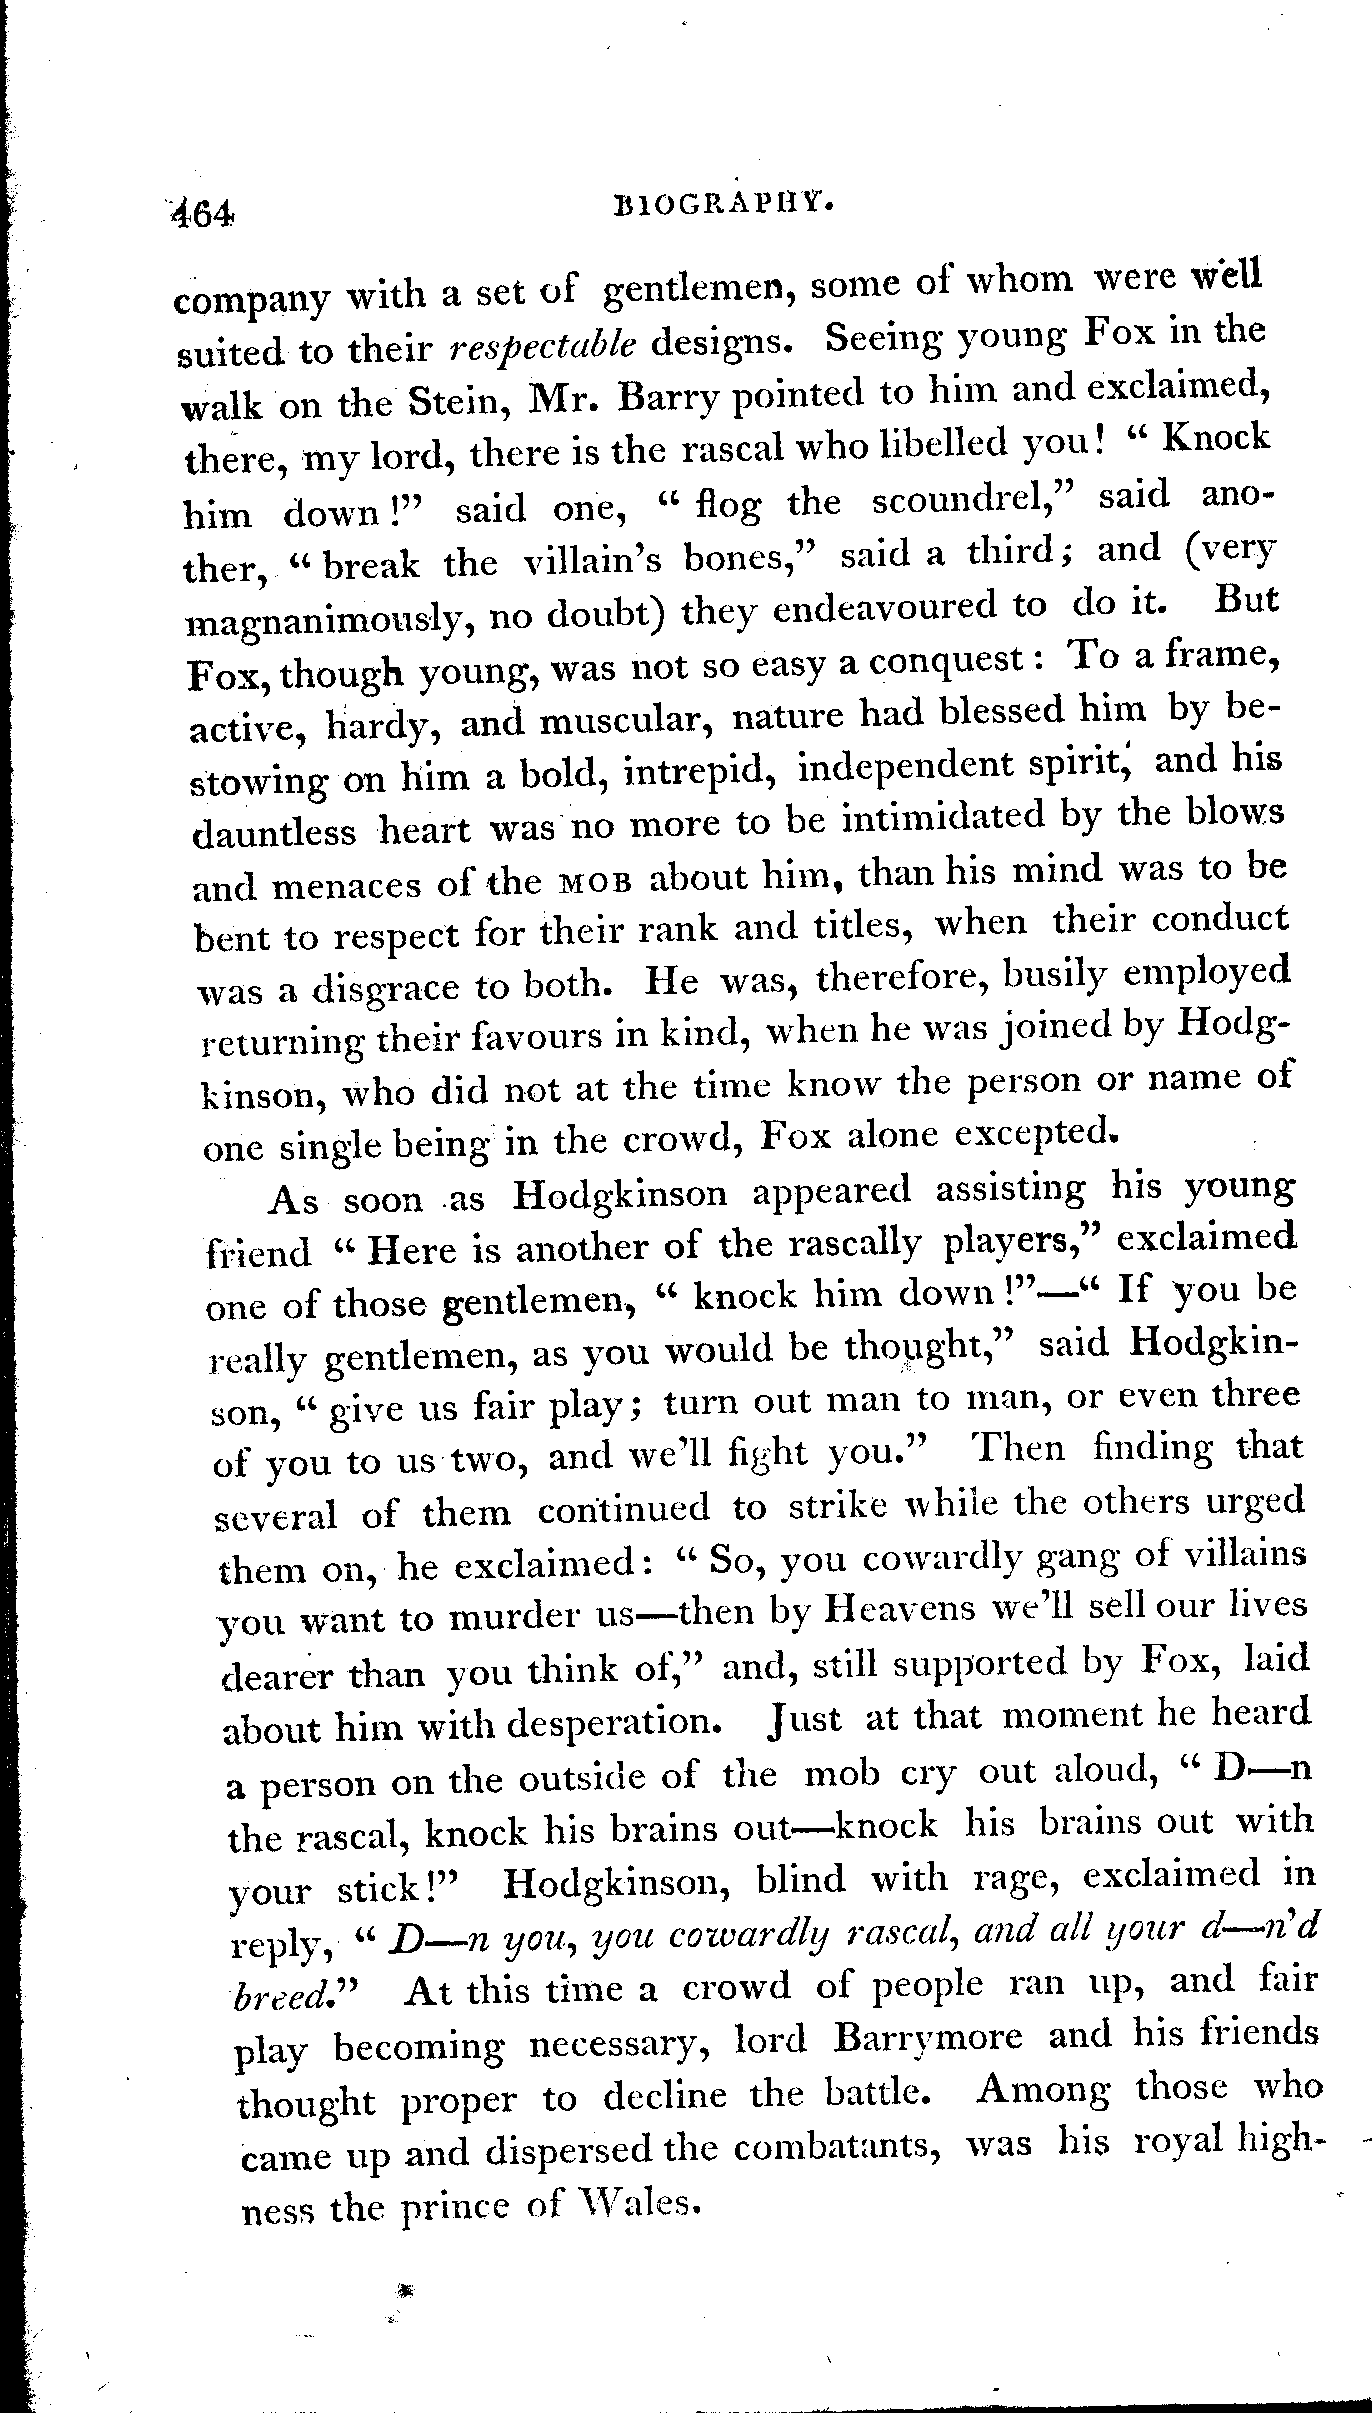 464 BIOGRAPHY.
company with a set of gentlemen, some of whom were well
suited to their respectable designs. Seeing young Fox in the
walk on the Stein, Mr. Barry pointed to him and exclaimed,
there, my lord, there is the rascal who libelled you! “ Knock
him down!” said one, “ flog the scoundrel,” said ano-
ther, “ break the villain's bones,” said a third; and (very
magnanimously, no doubt) they endeavoured to do it. But
Fox, though young, was not so easy a conquest: To a frame,
active, hardy, and muscular, nature had blessed him by be-
stowing on him a bold, intrepid, independent spirit; and his
dauntless heart was no more to be intimidated by the blows
and menaces of the MOB about him, than his mind was to be
bent to respect for their rank and titles, when their conduct
was a disgrace to both. He was, therefore, busily employed
returning their favours in kind, when he was joined by Hodg-
kinson, who did not at the time know the person or name of
one single being in the crowd, Fox alone excepted.
As soon as Hodgkinson appeared assisting his young
friend “ Here is another of the rascally players,” exclaimed
one of those gentlemen, “ knock him down!”—“ If you be
really gentlemen, as you would be thought,” said Hodgkin-
son, “ give us fair play; turn out man to man, or even three
of you to us two, and we'll fight you.” Then finding that
several of them continued to strike while the others urged
them on, he exclaimed: “ So, you cowardly gang of villains
you want to murder us—then by Heavens we'll sell our lives
dearer than you think of,” and, still supported by Fox, laid
about him with desperation. Just at that moment he heard
a person on the outside of the mob cry out aloud, “ D—n
the rascal, knock his brains out—knock his brains out with
your stick!” Hodgkinson, blind with rage, exclaimed in
reply, “ D—n you, you cowardly rascal, and all your d—n'd
breed.” At this time a crowd of people ran up, and fair
play becoming necessary, lord Barrymore and his friends
thought proper to decline the battle. Among those who
came up and dispersed the combatants, was his royal high-
ness the prince of Wales.